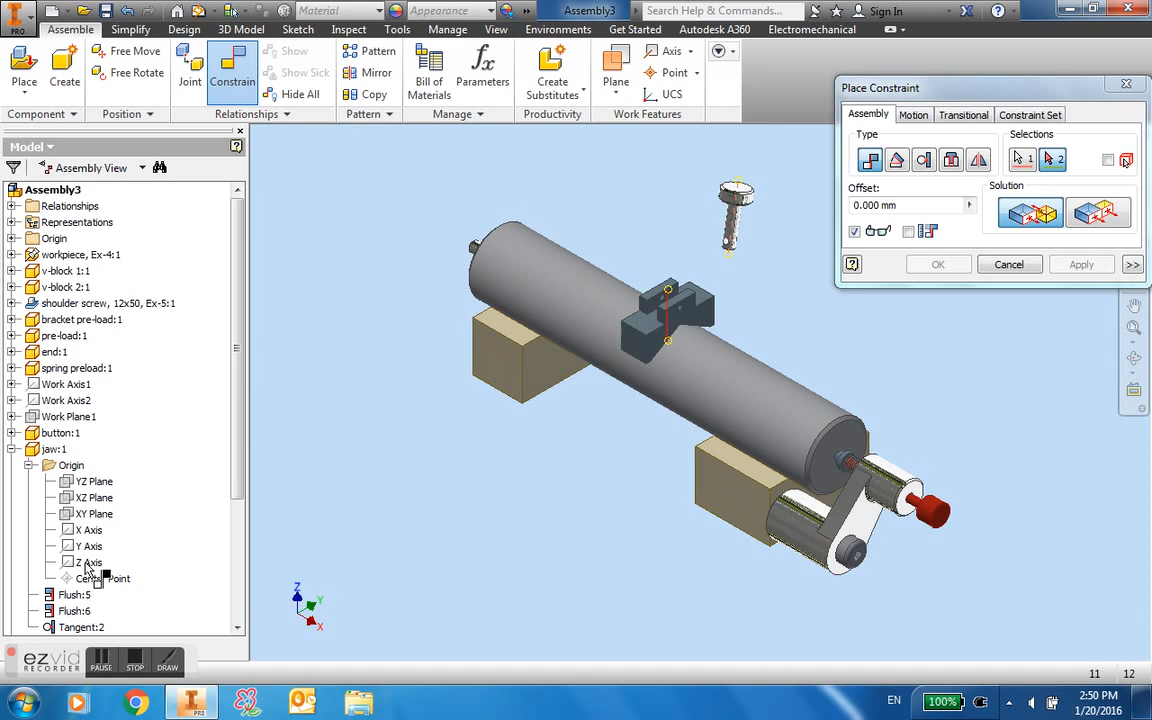 Material
Appearance
Assembly3
Search Help & Commands...
Sign In
PRO
Assemble Simplify Design 3D Model Sketch Inspect Tools Manage View Environments Get Started Autodesk A360 Electromechanical
Place Create
Free Move
Free Rotate
Joint Constrain
Show
Show Sick
Hide All
Pattern
Mirror
Copy
Bill of Materials
fx
Parameters
Create Substitutes
Plane
Axis
Point
UCS
Component Position Relationships Pattern Manage Productivity Work Features
Model
Assembly View
Assembly3
Relationships
Representations
Origin
workpiece, Ex-4:1
v-block 1:1
v-block 2:1
shoulder screw, 12x50, Ex-5:1
bracket pre-load:1
pre-load:1
end:1
spring preload:1
Work Axis1
Work Axis2
Work Plane1
button:1
jaw:1
Origin
YZ Plane
XZ Plane
XY Plane
X Axis
Y Axis
Z Axis
Point
Flush:5
Flush:6
Tangent:2
Place Constraint
Assembly Motion Transitional Constraint Set
Type
Selections
1 2
Offset:
0.000 mm
Solution
OK Cancel Apply >>
Z
Y
X
ezvid
RECORDER
PAUSE STOP DRAW
11 12
PRO
EN
100%
2:50 PM
1/20/2016